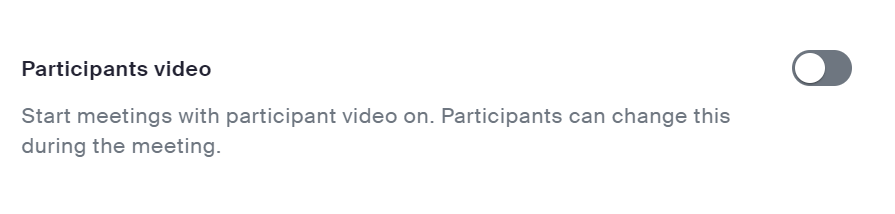 Participants video
Start meetings with participant video on. Participants can change this
during the meeting.